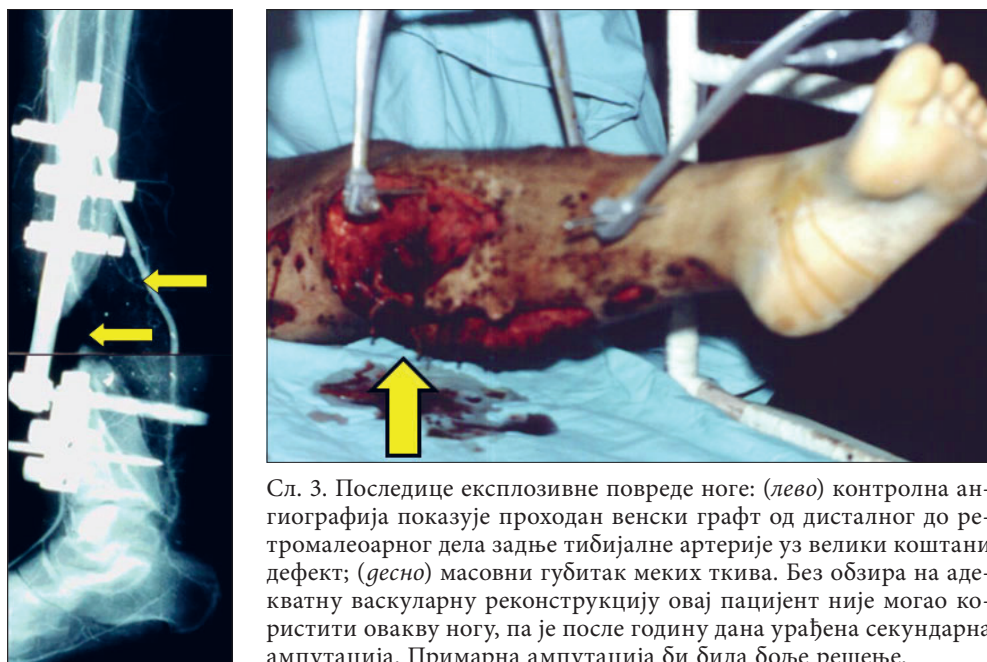 Сл. 3. Последице експлозивне повреде ноге: (лево) контролна ан-
гиографија показује проходан венски графт од дисталног до ре-
тромалеоарног дела задње тибијалне артерије уз велики коштани
дефект; (десно) масовни губитак меких ткива. Без обзира на аде-
кватну васкуларну реконструкцију овај пацијент није могао ко-
ристити овакву ногу, па је после годину дана урађена секундарна
ампутација. Примарна ампутација би била боље решење.